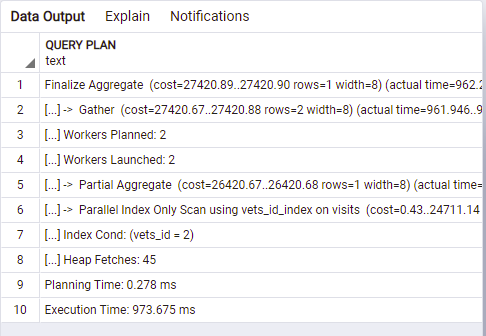 Data Output Explain Notifications
QUERY PLAN
text
1 Finalize Aggregate (cost=27420.89..27420.90 rows=1 width=8) (actual time=962.2
2 [...] -> Gather (cost=27420.67..27420.88 rows=2 width=8) (actual time=961.946..9
3 [...] Workers Planned: 2
4 [...] Workers Launched: 2
5 [...] -> Partial Aggregate (cost=26420.67..26420.68 rows=1 width=8) (actual time=
6 [...] -> Parallel Index Only Scan using vets_id_index on visits (cost=0.43..24711.14
7 [...] Index Cond: (vets_id = 2)
8 [...] Heap Fetches: 45
9 Planning Time: 0.278 ms
10 Execution Time: 973.675 ms